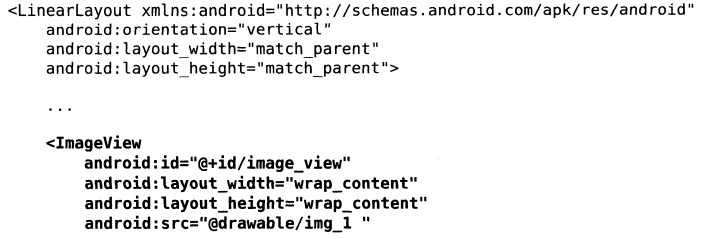 <LinearLayout xmlns:android="http://schemas.android.com/apk/res/android"
    android:orientation="vertical"
    android:layout_width="match_parent"
    android:layout_height="match_parent">

    ...

    <ImageView
        android:id="@+id/image_view"
        android:layout_width="wrap_content"
        android:layout_height="wrap_content"
        android:src="@drawable/img_1 "